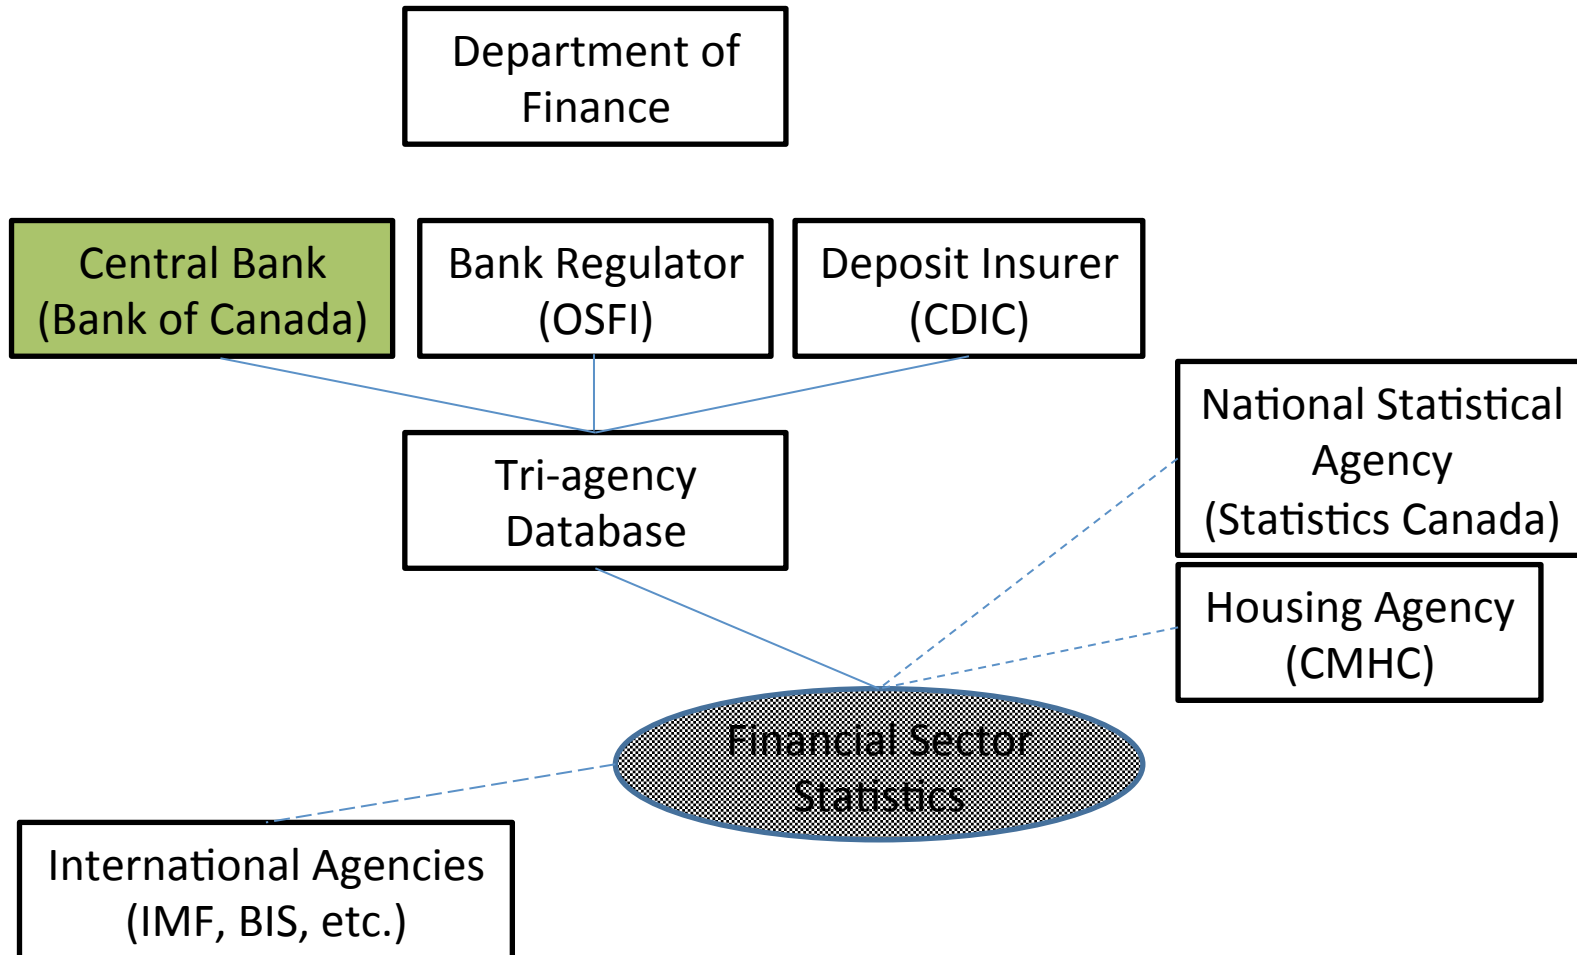 Department of
Finance
Central Bank
(Bank of Canada)
Bank Regulator
(OSFI)
Deposit Insurer
(CDIC)
National Statistical
Agency
(Statistics Canada)
Tri-agency
Database
Housing Agency
(CMHC)
Financial Sector
Statistics
International Agencies
(IMF, BIS, etc.)